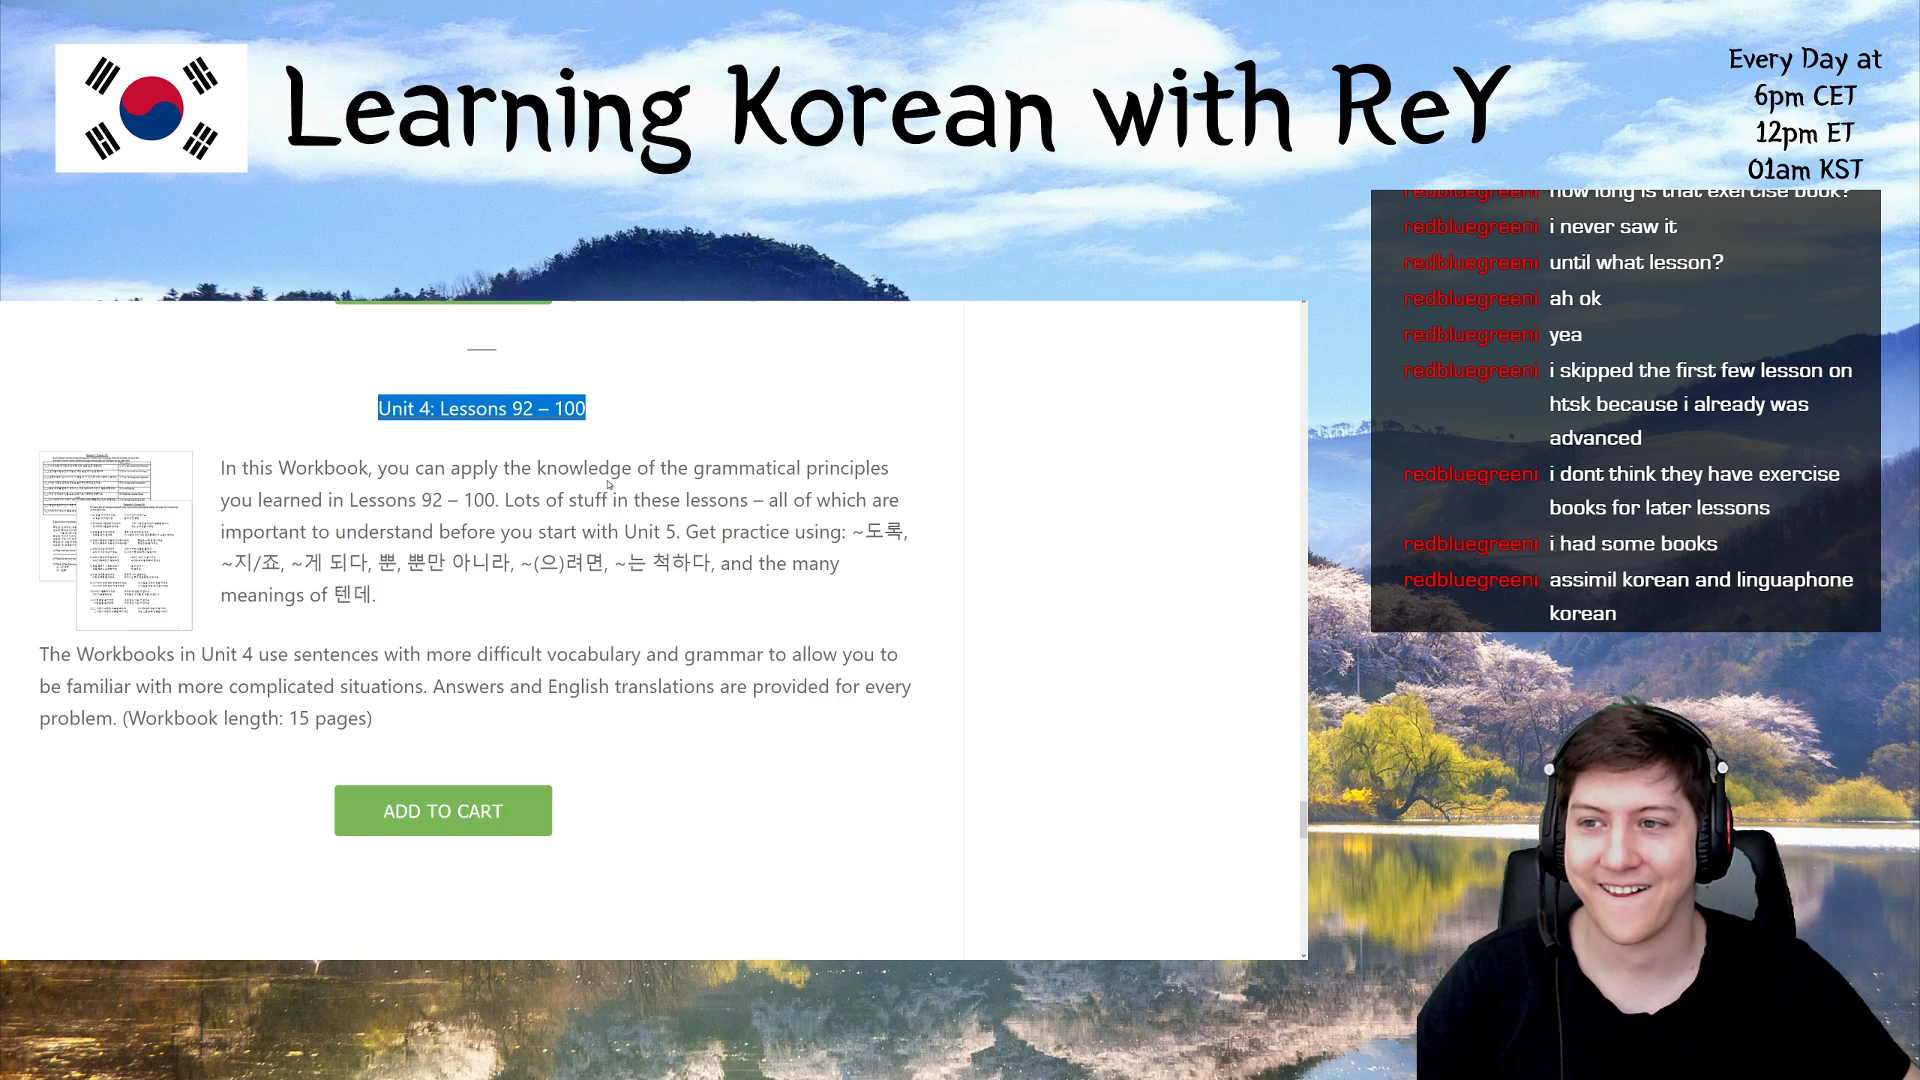 Learning Korean with ReY
Every Day at
6pm CET
12pm ET
01am KST
redbluegreeni how long is that exercise book?
redbluegreeni i never saw it
redbluegreeni until what lesson?
redbluegreeni ah ok
redbluegreeni yea
redbluegreeni i skipped the first few lesson on
htsk because i already was
advanced
redbluegreeni i dont think they have exercise
books for later lessons
redbluegreeni i had some books
redbluegreeni assimil korean and linguaphone
korean
Unit 4: Lessons 92 – 100
In this Workbook, you can apply the knowledge of the grammatical principles
you learned in Lessons 92 – 100. Lots of stuff in these lessons – all of which are
important to understand before you start with Unit 5. Get practice using: ~도록,
~지/죠, ~게 되다, 뿐, 뿐만 아니라, ~(으)려면, ~는 척하다, and the many
meanings of 텐데.
The Workbooks in Unit 4 use sentences with more difficult vocabulary and grammar to allow you to
be familiar with more complicated situations. Answers and English translations are provided for every
problem. (Workbook length: 15 pages)
ADD TO CART